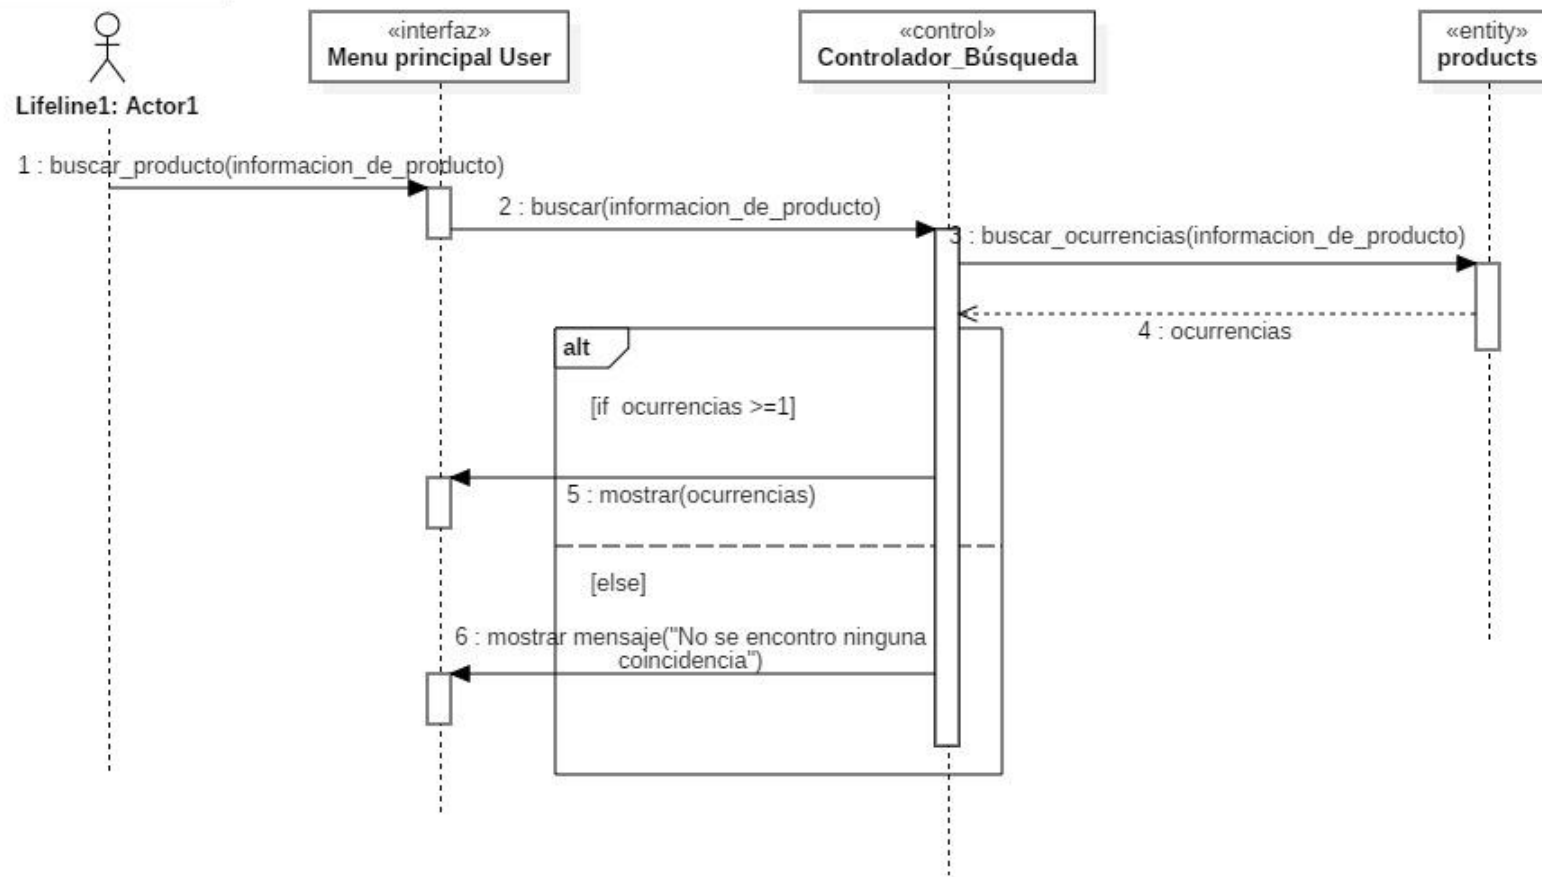 «interfaz»
Menu principal User
«control»
Controlador_Búsqueda
«entity»
products
Lifeline1: Actor1
1 : buscar_producto(informacion_de_producto)
2 : buscar(informacion_de_producto)
3 : buscar_ocurrencias(informacion_de_producto)
4 : ocurrencias
alt
[if ocurrencias >=1]
5 : mostrar(ocurrencias)
[else]
6 : mostrar mensaje("No se encontro ninguna
coincidencia")